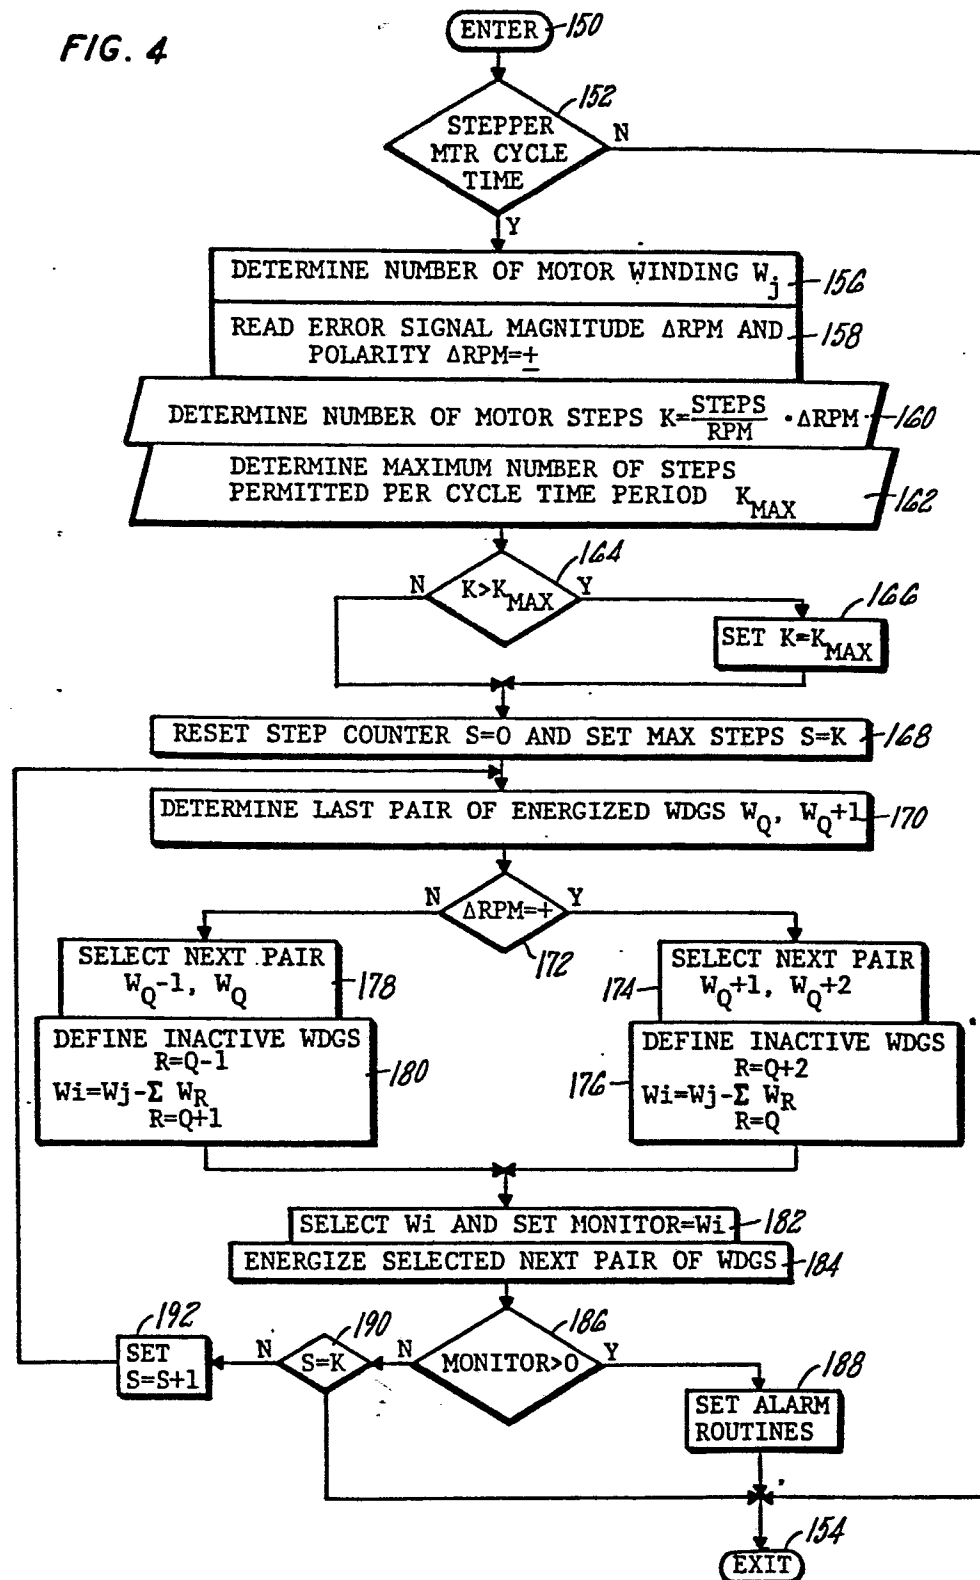 FIG. 4
ENTER 150
152
STEPPER
MTR CYCLE
TIME
N
Y
DETERMINE NUMBER OF MOTOR WINDING Wj 156
READ ERROR SIGNAL MAGNITUDE ΔRPM AND
POLARITY ΔRPM=± 158
DETERMINE NUMBER OF MOTOR STEPS K=STEPS/RPM · ΔRPM 160
DETERMINE MAXIMUM NUMBER OF STEPS
PERMITTED PER CYCLE TIME PERIOD KMAX 162
164
N K>KMAX Y
166
SET K=KMAX
RESET STEP COUNTER S=0 AND SET MAX STEPS S=K 168
DETERMINE LAST PAIR OF ENERGIZED WDGS WQ, WQ+1 170
N ΔRPM=+ Y
172
SELECT NEXT PAIR
WQ-1, WQ 178
DEFINE INACTIVE WDGS
R=Q-1
Wi=Wj-Σ WR
R=Q+1
180
SELECT NEXT PAIR
174 WQ+1, WQ+2
DEFINE INACTIVE WDGS
R=Q+2
176 Wi=Wj-Σ WR
R=Q
SELECT Wi AND SET MONITOR=Wi 182
ENERGIZE SELECTED NEXT PAIR OF WDGS 184
186
N MONITOR>0 Y
190
N S=K
192
SET
S=S+1
188
SET ALARM
ROUTINES
154
EXIT